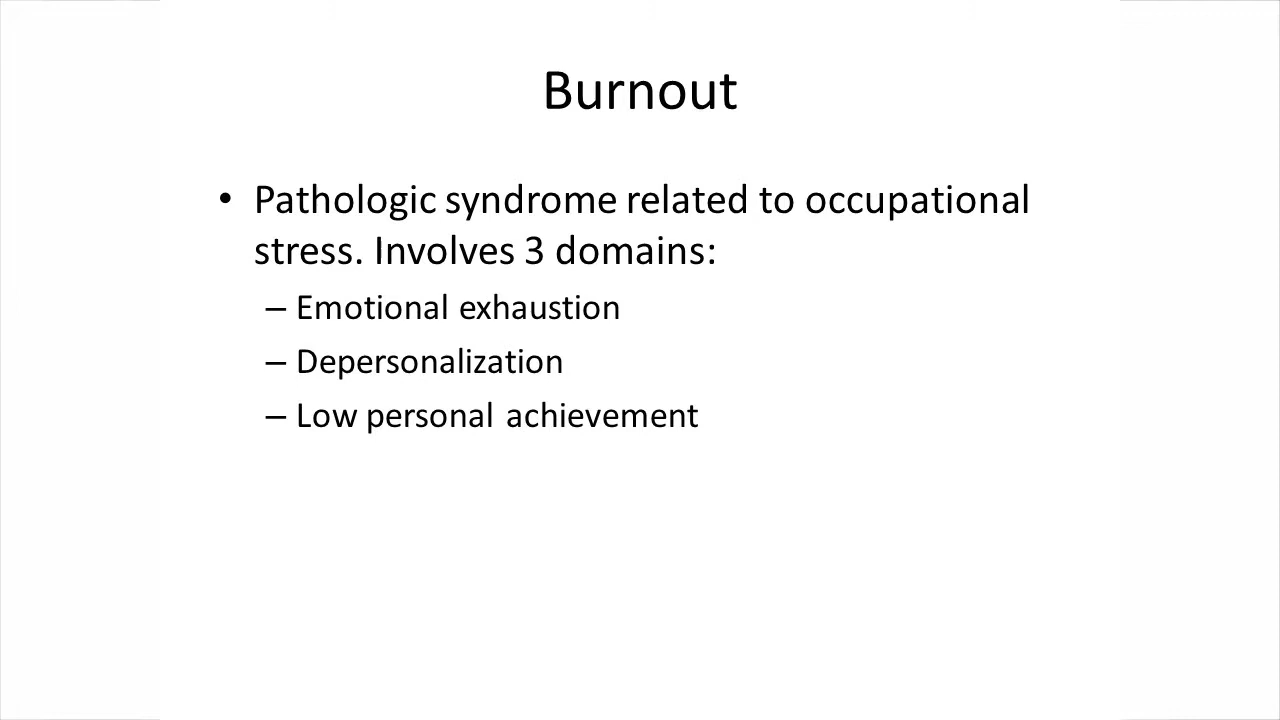 Burnout
• Pathologic syndrome related to occupational
stress. Involves 3 domains:
– Emotional exhaustion
– Depersonalization
– Low personal achievement